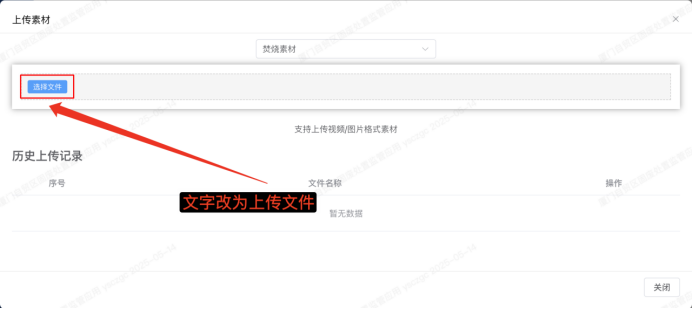 上传素材
焚烧素材
选择文件
支持上传视频/图片格式素材
历史上传记录
序号 文件名称 操作
文字改为上传文件
暂无数据
关闭